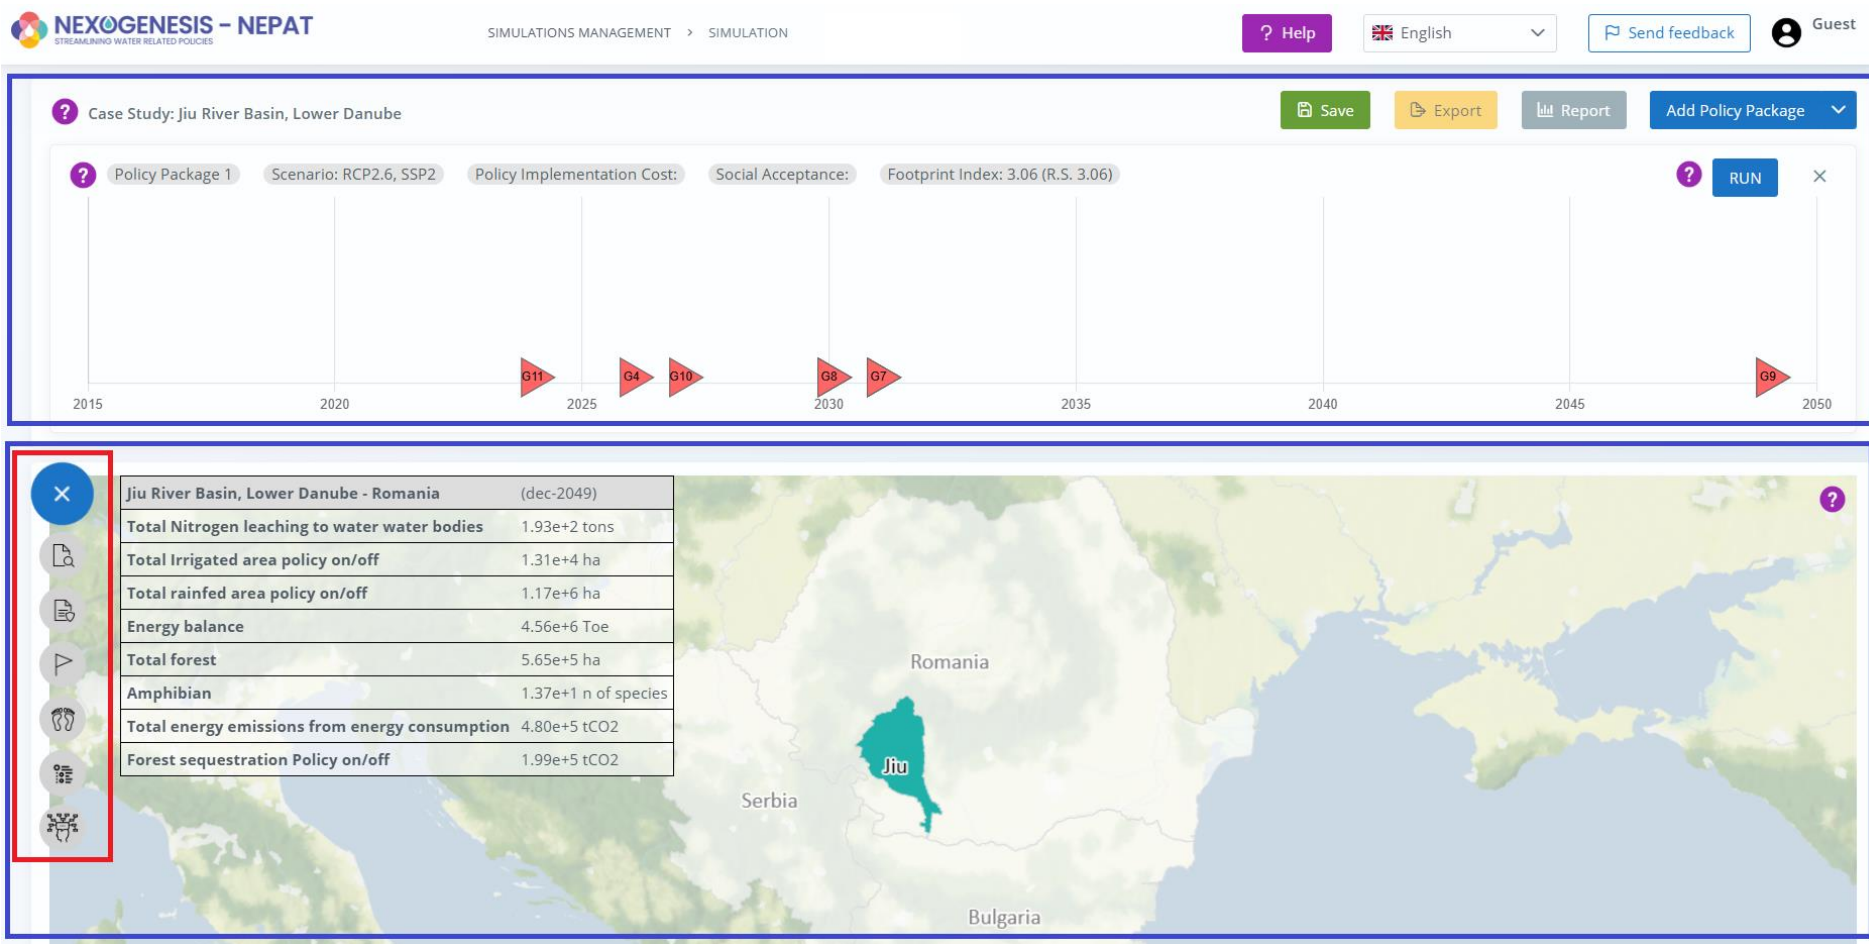 NEXOGENESIS – NEPAT
STREAMLINING WATER RELATED POLICIES
SIMULATIONS MANAGEMENT > SIMULATION
? Help
English
Send feedback
Guest
? Case Study: Jiu River Basin, Lower Danube
Save
Export
Report
Add Policy Package
? Policy Package 1 Scenario: RCP2.6, SSP2 Policy Implementation Cost: Social Acceptance: Footprint Index: 3.06 (R.S. 3.06) ? RUN ×
G11 G4 G10 G8 G7 G9
2015 2020 2025 2030 2035 2040 2045 2050
Jiu River Basin, Lower Danube - Romania (dec-2049)
Total Nitrogen leaching to water water bodies 1.93e+2 tons
Total Irrigated area policy on/off 1.31e+4 ha
Total rainfed area policy on/off 1.17e+6 ha
Energy balance 4.56e+6 Toe
Total forest 5.65e+5 ha
Amphibian 1.37e+1 n of species
Total energy emissions from energy consumption 4.80e+5 tCO2
Forest sequestration Policy on/off 1.99e+5 tCO2
?
Romania
Jiu
Serbia
Bulgaria